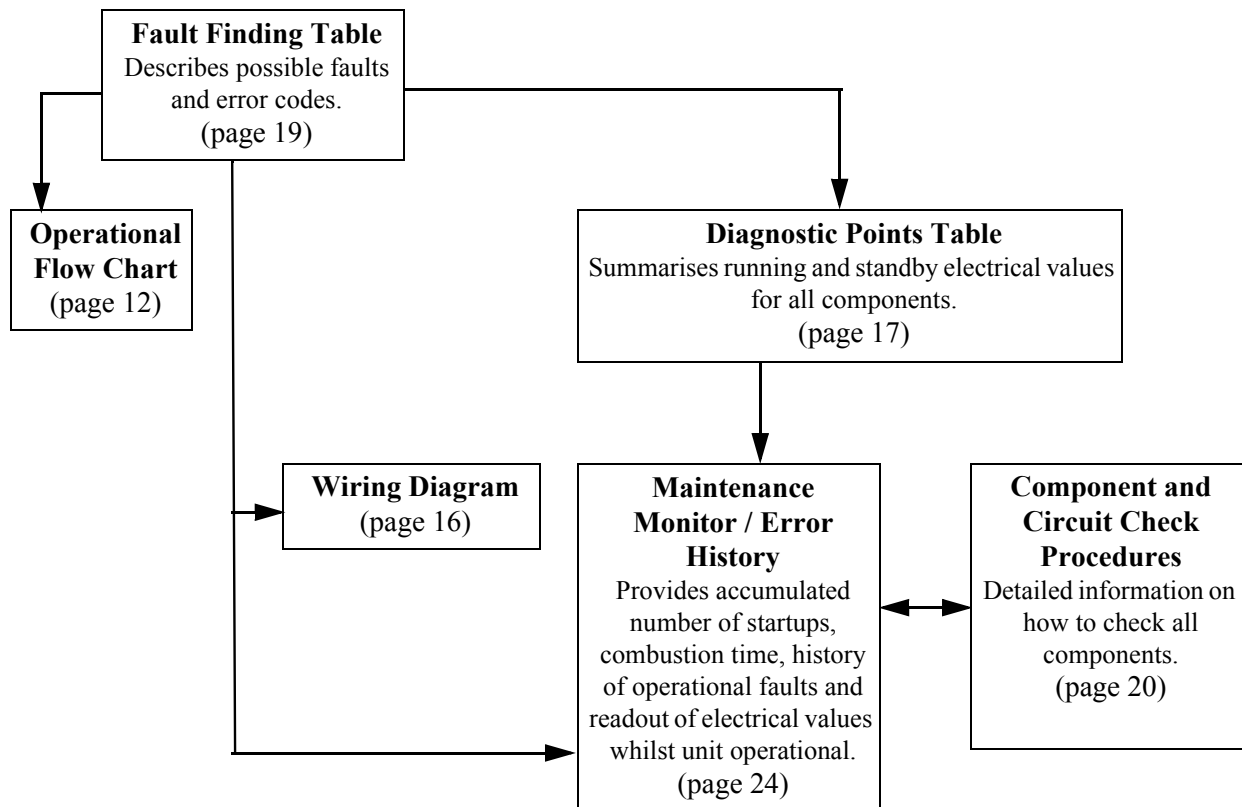 Fault Finding Table
Describes possible faults
and error codes.
(page 19)
Operational
Flow Chart
(page 12)
Diagnostic Points Table
Summarises running and standby electrical values
for all components.
(page 17)
Wiring Diagram
(page 16)
Maintenance
Monitor / Error
History
Provides accumulated
number of startups,
combustion time, history
of operational faults and
readout of electrical values
whilst unit operational.
(page 24)
Component and
Circuit Check
Procedures
Detailed information on
how to check all
components.
(page 20)